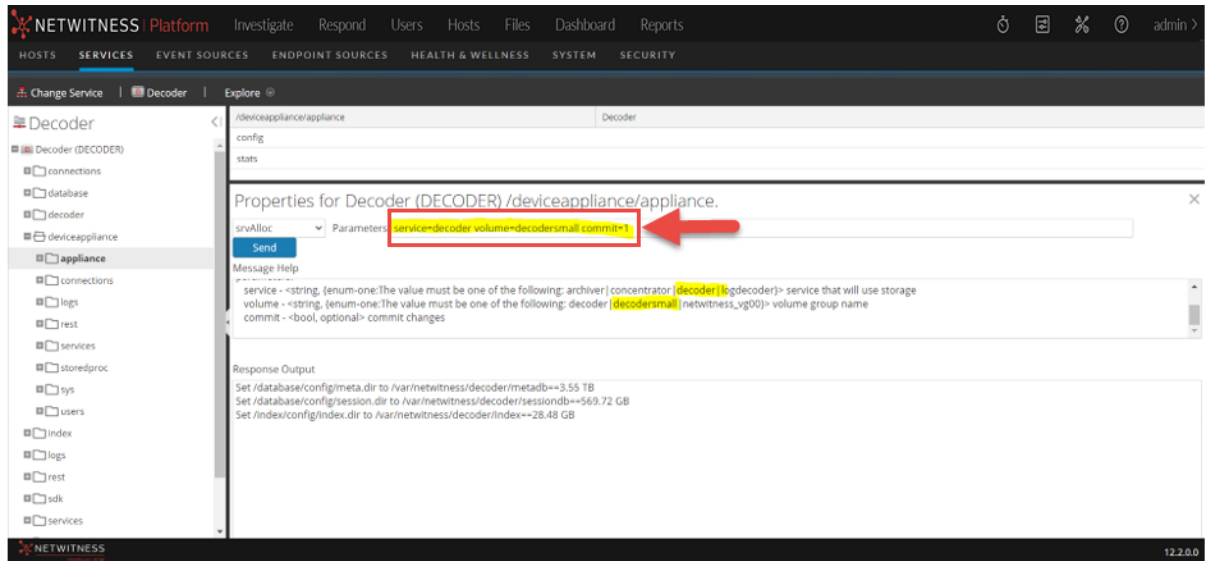 NETWITNESS | Platform Investigate Respond Users Hosts Files Dashboard Reports admin >
HOSTS SERVICES EVENT SOURCES ENDPOINT SOURCES HEALTH & WELLNESS SYSTEM SECURITY
Change Service | Decoder | Explore
Decoder
Decoder (DECODER)
connections
database
decoder
deviceappliance
appliance
connections
logs
rest
services
storedproc
sys
users
index
logs
rest
sdk
services
/deviceappliance/appliance Decoder
config
stats
Properties for Decoder (DECODER) /deviceappliance/appliance.
srvAlloc Parameters service=decoder volume=decodersmall commit=1
Send
Message Help
service - <string, {enum-one:The value must be one of the following: archiver|concentrator|decoder|logdecoder}> service that will use storage
volume - <string, {enum-one:The value must be one of the following: decoder|decodersmall|netwitness_vg00}> volume group name
commit - <bool, optional> commit changes
Response Output
Set /database/config/meta.dir to /var/netwitness/decoder/metadb==3.55 TB
Set /database/config/session.dir to /var/netwitness/decoder/sessiondb==569.72 GB
Set /index/config/index.dir to /var/netwitness/decoder/index==28.48 GB
NETWITNESS
12.2.0.0